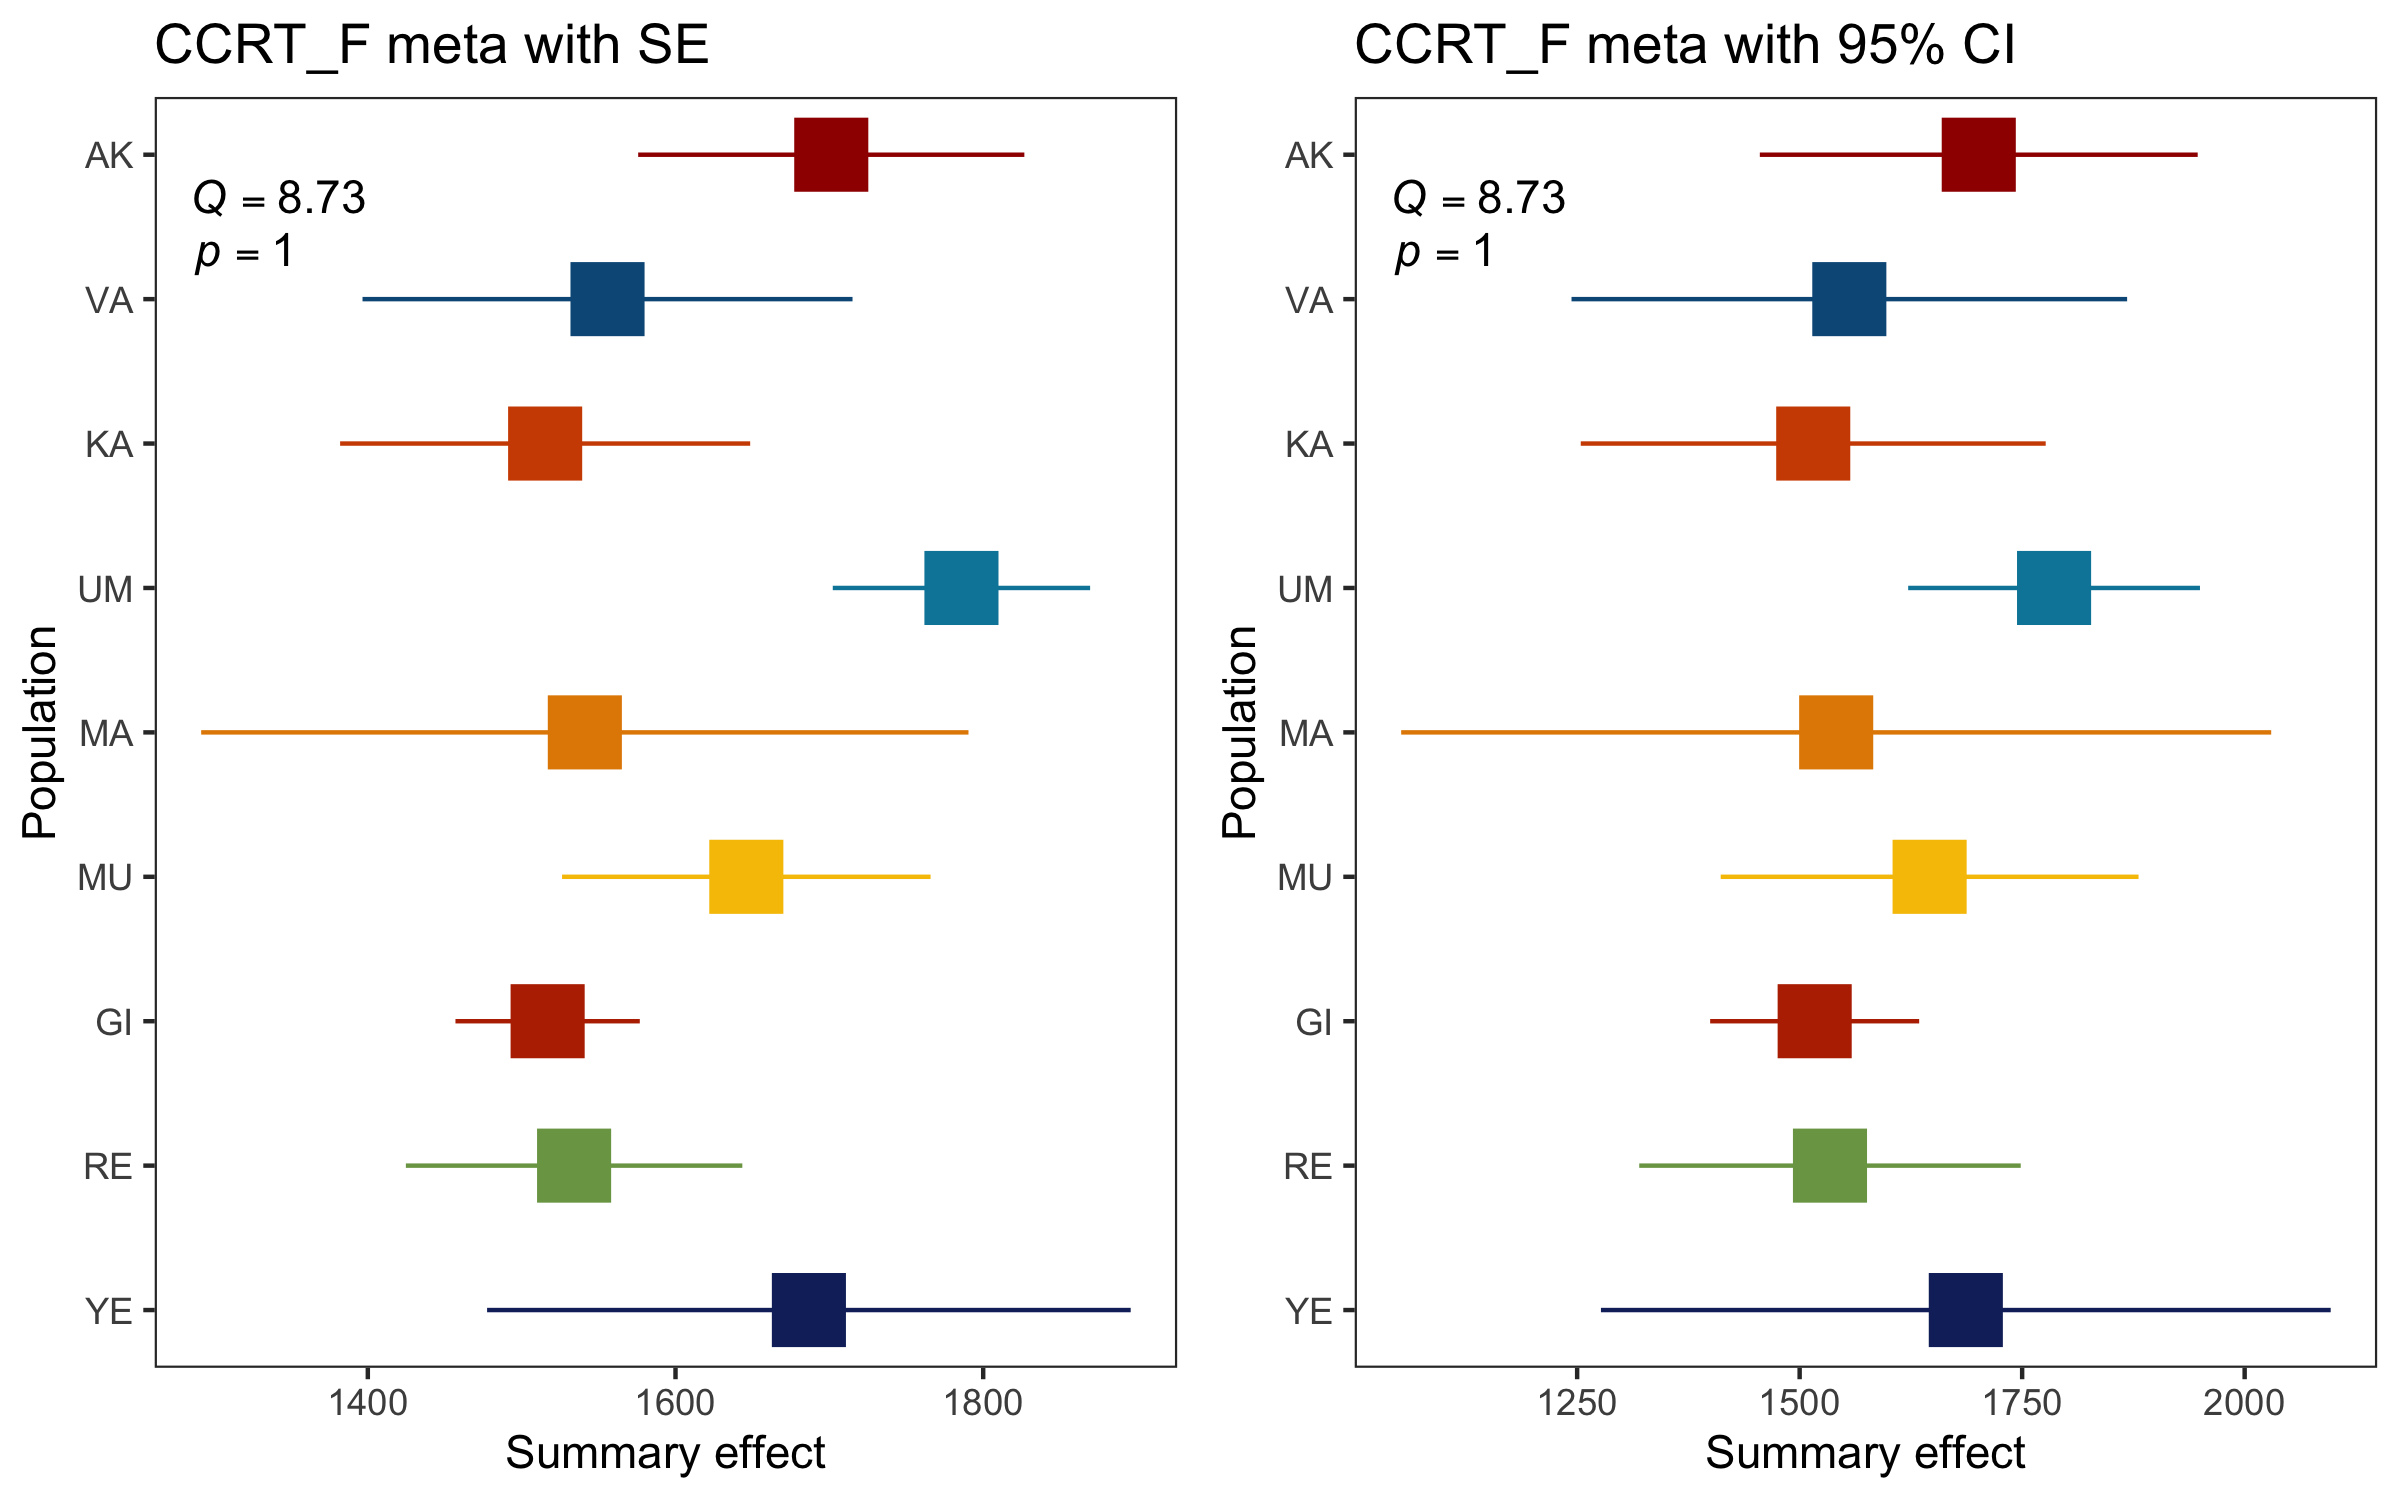 CCRT_F meta with SE
AK
Q = 8.73
p = 1
VA
KA
UM
MA
MU
GI
RE
YE
Population
1400 1600 1800
Summary effect
CCRT_F meta with 95% CI
AK
Q = 8.73
p = 1
VA
KA
UM
MA
MU
GI
RE
YE
Population
1250 1500 1750 2000
Summary effect